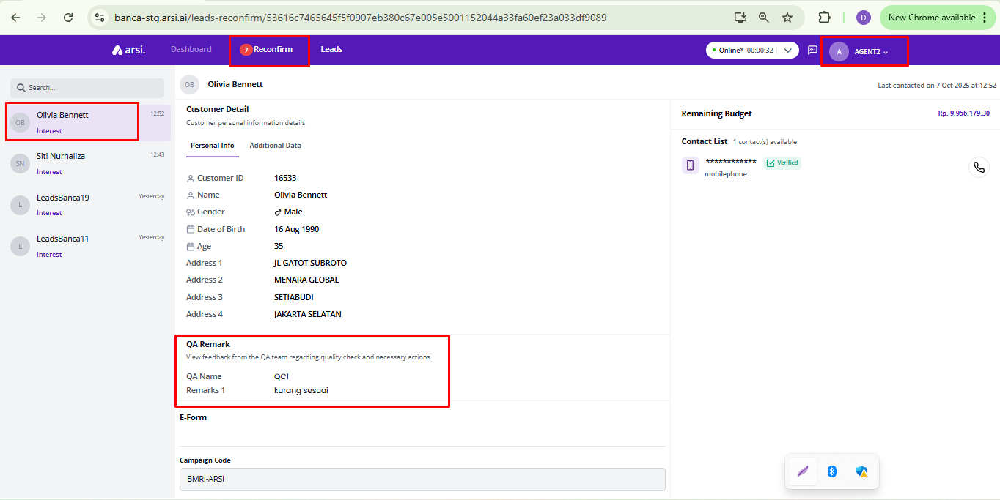 banca-stg.arsi.ai/leads-reconfirm/53616c7465645f5f0907eb380c67e005e5001152044a33fa60ef23a033df9089
D
New Chrome available
arsi.
Dashboard
7 Reconfirm
Leads
Online* 00:00:32
A AGENT2
Search...
OB Olivia Bennett 12:52
Interest
SN Siti Nurhaliza 12:43
Interest
L LeadsBanca19 Yesterday
Interest
L LeadsBanca11 Yesterday
Interest
OB Olivia Bennett
Last contacted on 7 Oct 2025 at 12:52
Customer Detail
Customer personal information details
Personal Info Additional Data
Customer ID 16533
Name Olivia Bennett
Gender Male
Date of Birth 16 Aug 1990
Age 35
Address 1 JL GATOT SUBROTO
Address 2 MENARA GLOBAL
Address 3 SETIABUDI
Address 4 JAKARTA SELATAN
QA Remark
View feedback from the QA team regarding quality check and necessary actions.
QA Name QC1
Remarks 1 kurang sesuai
E-Form
Campaign Code
BMRI-ARSI
Remaining Budget Rp. 9.956.179,30
Contact List 1 contact(s) available
************ Verified
mobilephone